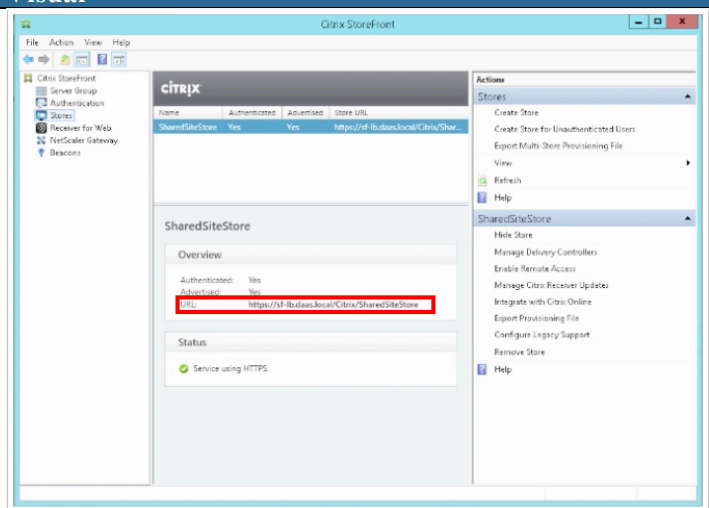 Citrix StoreFront
File Action View Help
Citrix StoreFront
Server Group
Authentication
Stores
Receiver for Web
NetScaler Gateway
Beacons
CITRIX
Name Authenticated Advertised Store URL
SharedSiteStore Yes Yes https://sf-lb.daas.local/Citrix/Shar...
SharedSiteStore
Overview
Authenticated: Yes
Advertised: Yes
URL: https://sf-lb.daas.local/Citrix/SharedSiteStore
Status
Service using HTTPS.
Actions
Stores
Create Store
Create Store for Unauthenticated Users
Export Multi-Store Provisioning File
View
Refresh
Help
SharedSiteStore
Hide Store
Manage Delivery Controllers
Enable Remote Access
Manage Citrix Receiver Updates
Integrate with Citrix Online
Export Provisioning File
Configure Legacy Support
Remove Store
Help